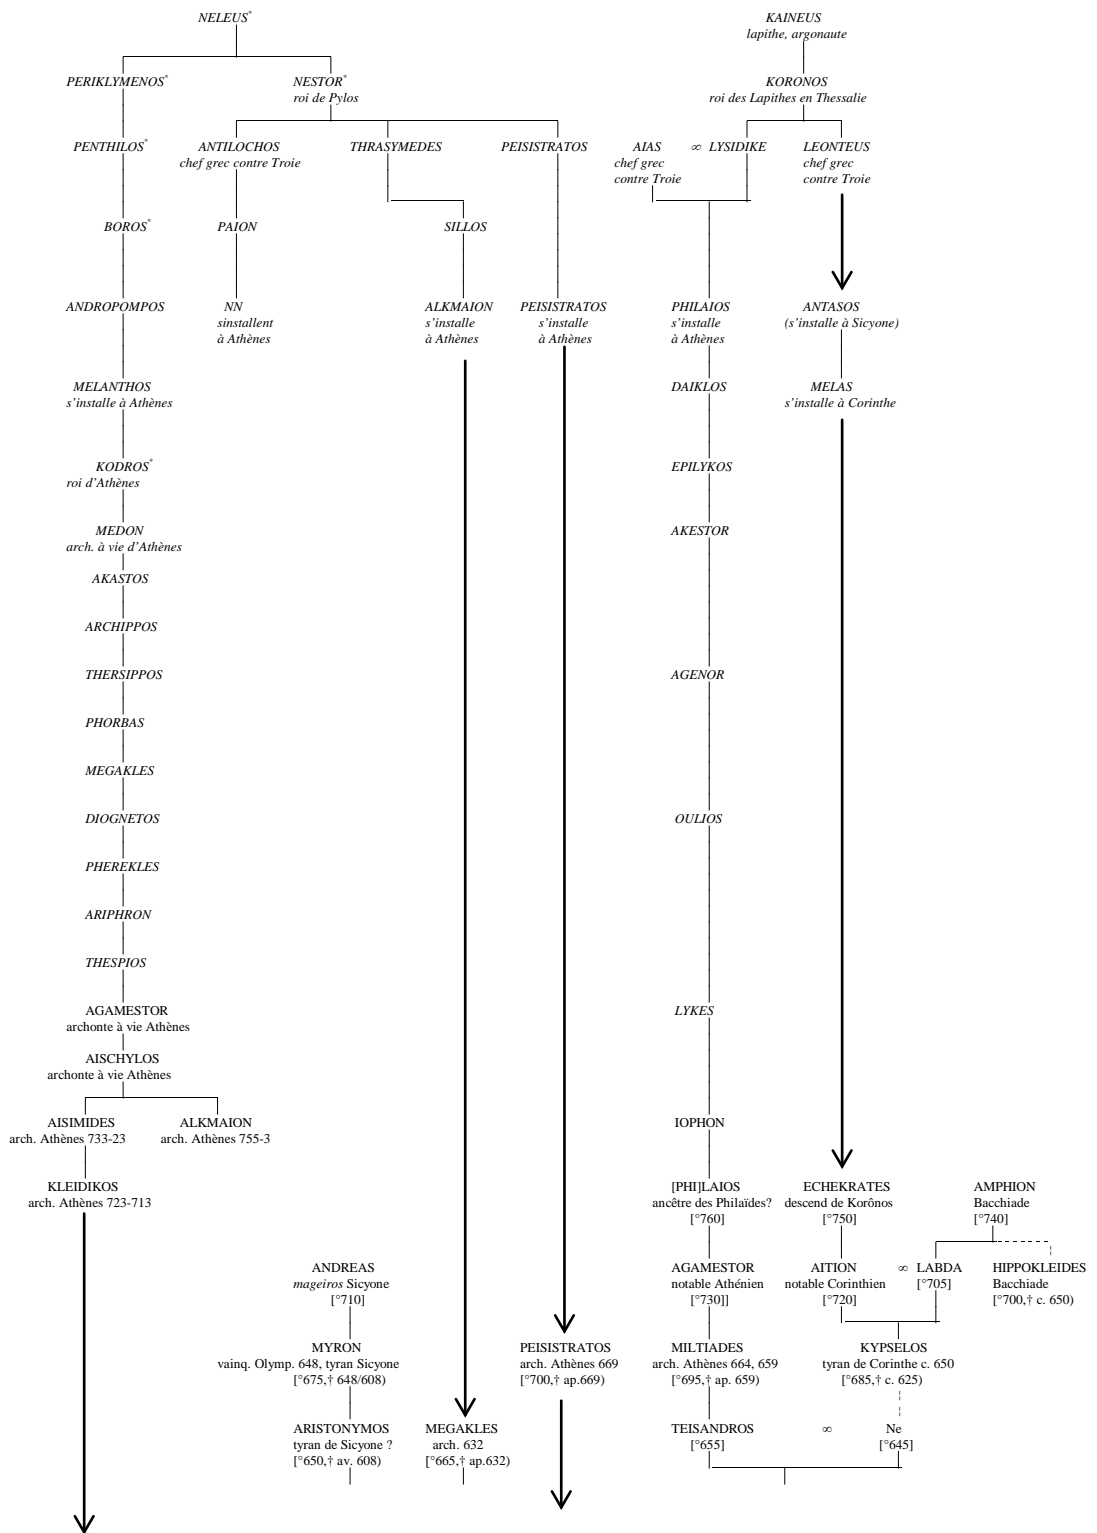 NELEUS*
KAINEUS
lapithe, argonaute
PERIKLYMENOS*
NESTOR*
roi de Pylos
KORONOS
roi des Lapithes en Thessalie
PENTHILOS*
ANTILOCHOS
chef grec contre Troie
THRASYMEDES
PEISISTRATOS
AIAS
chef grec
contre Troie
∞ LYSIDIKE
LEONTEUS
chef grec
contre Troie
BOROS*
PAION
SILLOS
ANDROPOMPOS
NN
sinstallent
à Athènes
ALKMAION
s'installe
à Athènes
PEISISTRATOS
s'installe
à Athènes
PHILAIOS
s'installe
à Athènes
ANTASOS
(s'installe à Sicyone)
MELANTHOS
s'installe à Athènes
DAIKLOS
MELAS
s'installe à Corinthe
KODROS*
roi d'Athènes
EPILYKOS
MEDON
arch. à vie d'Athènes
AKESTOR
AKASTOS
ARCHIPPOS
THERSIPPOS
AGENOR
PHORBAS
MEGAKLES
DIOGNETOS
OULIOS
PHEREKLES
ARIPHRON
THESPIOS
AGAMESTOR
archonte à vie Athènes
LYKES
AISCHYLOS
archonte à vie Athènes
AISIMIDES
arch. Athènes 733-23
ALKMAION
arch. Athènes 755-3
IOPHON
KLEIDIKOS
arch. Athènes 723-713
[PHI]LAIOS
ancêtre des Philaïdes?
[°760]
ECHEKRATES
descend de Korônos
[°750]
AMPHION
Bacchiade
[°740]
ANDREAS
mageiros Sicyone
[°710]
AGAMESTOR
notable Athénien
[°730]]
AITION
notable Corinthien
[°720]
∞ LABDA
[°705]
HIPPOKLEIDES
Bacchiade
[°700,† c. 650)
MYRON
vainq. Olymp. 648, tyran Sicyone
[°675,† 648/608)
PEISISTRATOS
arch. Athènes 669
[°700,† ap.669)
MILTIADES
arch. Athènes 664, 659
[°695,† ap. 659)
KYPSELOS
tyran de Corinthe c. 650
[°685,† c. 625)
ARISTONYMOS
tyran de Sicyone ?
[°650,† av. 608)
MEGAKLES
arch. 632
[°665,† ap.632)
TEISANDROS
[°655]
∞
Ne
[°645]